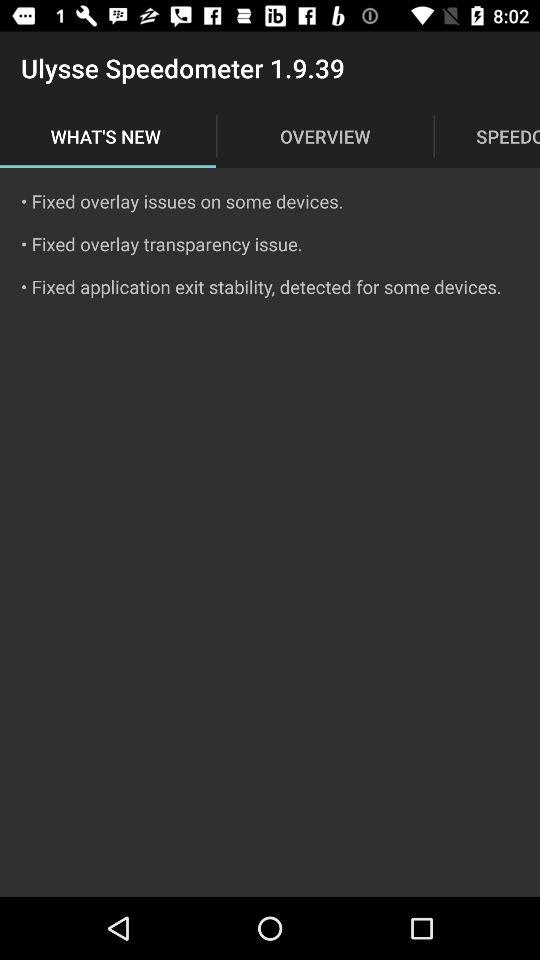 1 8:02
Ulysse Speedometer 1.9.39
WHAT'S NEW OVERVIEW SPEEDO
• Fixed overlay issues on some devices.
• Fixed overlay transparency issue.
• Fixed application exit stability, detected for some devices.